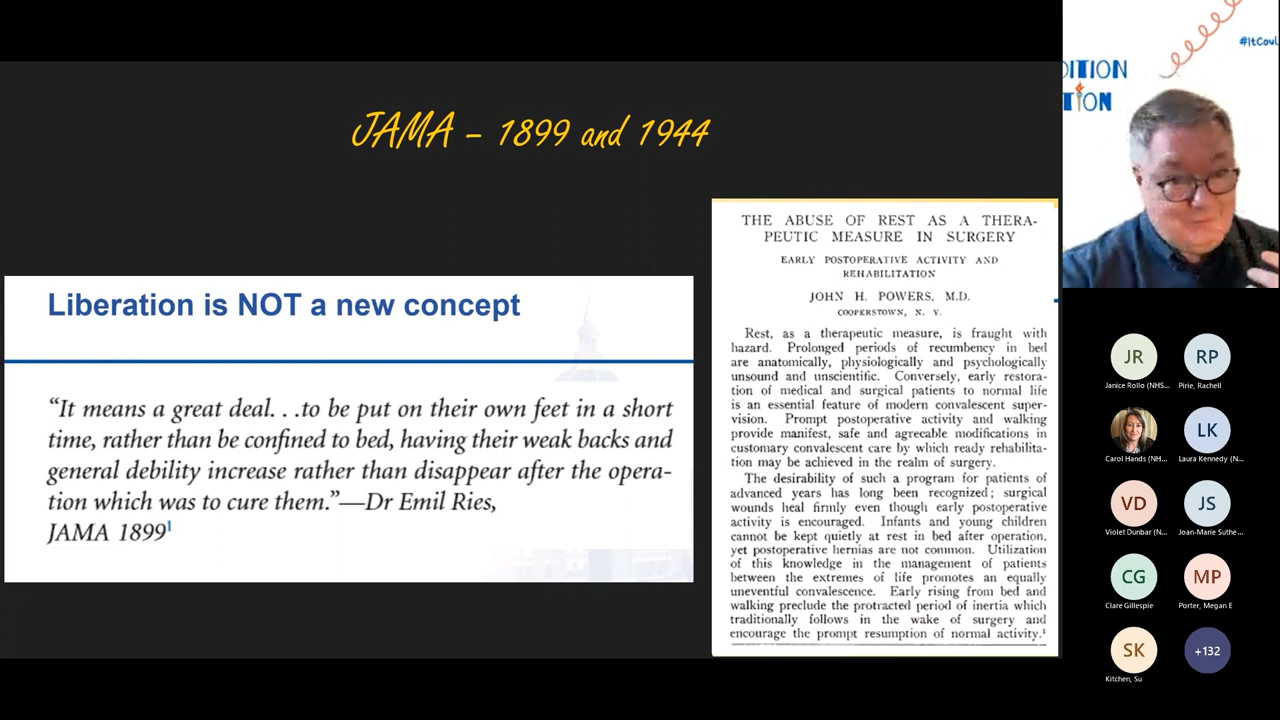 JAMA – 1899 and 1944
Liberation is NOT a new concept
“It means a great deal. . .to be put on their own feet in a short
time, rather than be confined to bed, having their weak backs and
general debility increase rather than disappear after the opera-
tion which was to cure them.”—Dr Emil Ries,
JAMA 1899¹
THE ABUSE OF REST AS A THERA-
PEUTIC MEASURE IN SURGERY
EARLY POSTOPERATIVE ACTIVITY AND
REHABILITATION
JOHN H. POWERS, M.D.
COOPERSTOWN, N. Y.
Rest, as a therapeutic measure, is fraught with
hazard. Prolonged periods of recumbency in bed
are anatomically, physiologically and psychologically
unsound and unscientific. Conversely, early restora-
tion of medical and surgical patients to normal life
is an essential feature of modern convalescent super-
vision. Prompt postoperative activity and walking
provide manifest, safe and agreeable modifications in
customary convalescent care by which ready rehabilita-
tion may be achieved in the realm of surgery.
The desirability of such a program for patients of
advanced years has long been recognized; surgical
wounds heal firmly even though early postoperative
activity is encouraged. Infants and young children
cannot be kept quietly at rest in bed after operation,
yet postoperative hernias are not common. Utilization
of this knowledge in the management of patients
between the extremes of life promotes an equally
uneventful convalescence. Early rising from bed and
walking preclude the protracted period of inertia which
traditionally follows in the wake of surgery and
encourage the prompt resumption of normal activity.¹
#ItCoul
DITION
TION
JR
RP
Janice Rollo (NHS...
Pirie, Rachell
LK
Carol Hands (NH...
Laura Kennedy (N...
VD
JS
Violet Dunbar (N...
Joan-Marie Suthe...
CG
MP
Clare Gillespie
Porter, Megan E
SK
+132
Kitchen, Su